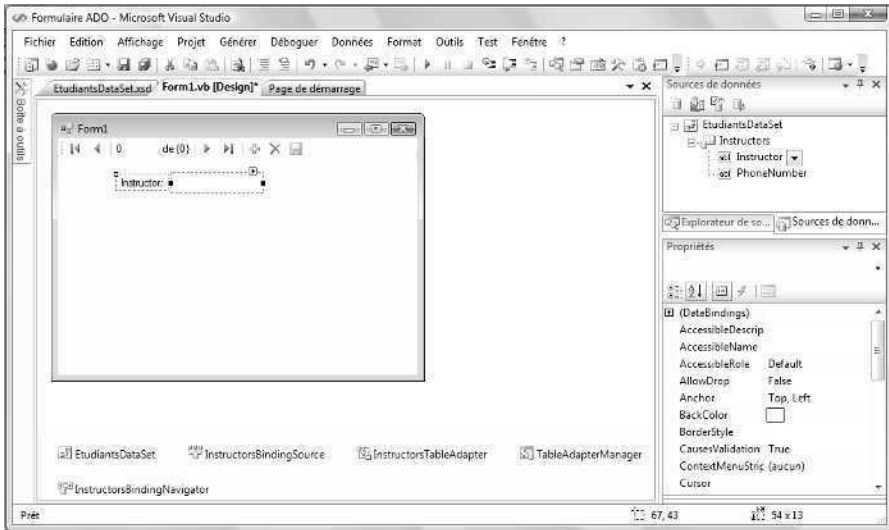 Formulaire ADO - Microsoft Visual Studio
Fichier Edition Affichage Projet Générer Déboguer Données Format Outils Test Fenêtre ?
EtudiantsDataSet.xsd Form1.vb [Design]* Page de démarrage
Boîte à outils
Form1
0 de {0}
Instructor:
EtudiantsDataSet
InstructorsBindingSource
InstructorsTableAdapter
TableAdapterManager
InstructorsBindingNavigator
Sources de données
EtudiantsDataSet
Instructors
Instructor
PhoneNumber
Explorateur de so... Sources de donn...
Propriétés
(DataBindings)
AccessibleDescrip
AccessibleName
AccessibleRole Default
AllowDrop False
Anchor Top, Left
BackColor
BorderStyle
CausesValidation True
ContextMenuStrip (aucun)
Cursor
Prêt 67, 43 54 x 13